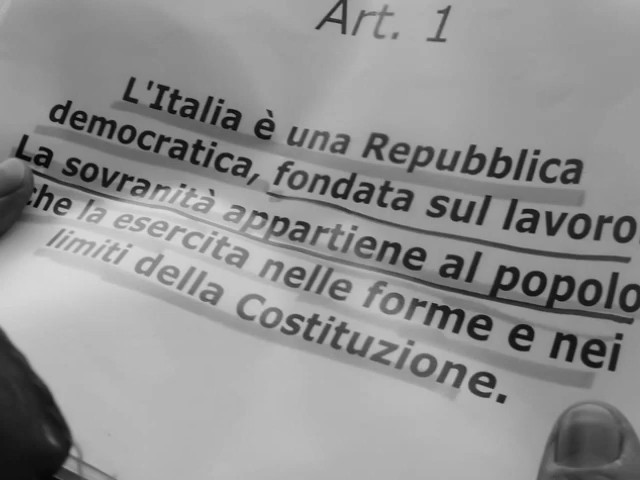 Art. 1
L'Italia è una Repubblica
democratica, fondata sul lavoro
La sovranità appartiene al popolo
che la esercita nelle forme e nei
limiti della Costituzione.